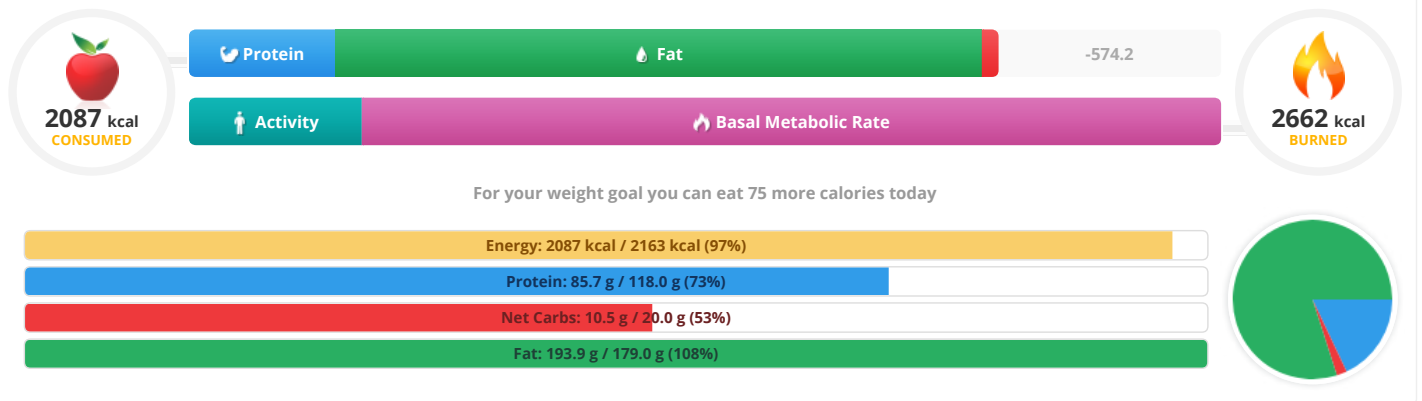 Protein
Fat
-574.2
2087 kcal
CONSUMED
Activity
Basal Metabolic Rate
2662 kcal
BURNED
For your weight goal you can eat 75 more calories today
Energy: 2087 kcal / 2163 kcal (97%)
Protein: 85.7 g / 118.0 g (73%)
Net Carbs: 10.5 g / 20.0 g (53%)
Fat: 193.9 g / 179.0 g (108%)